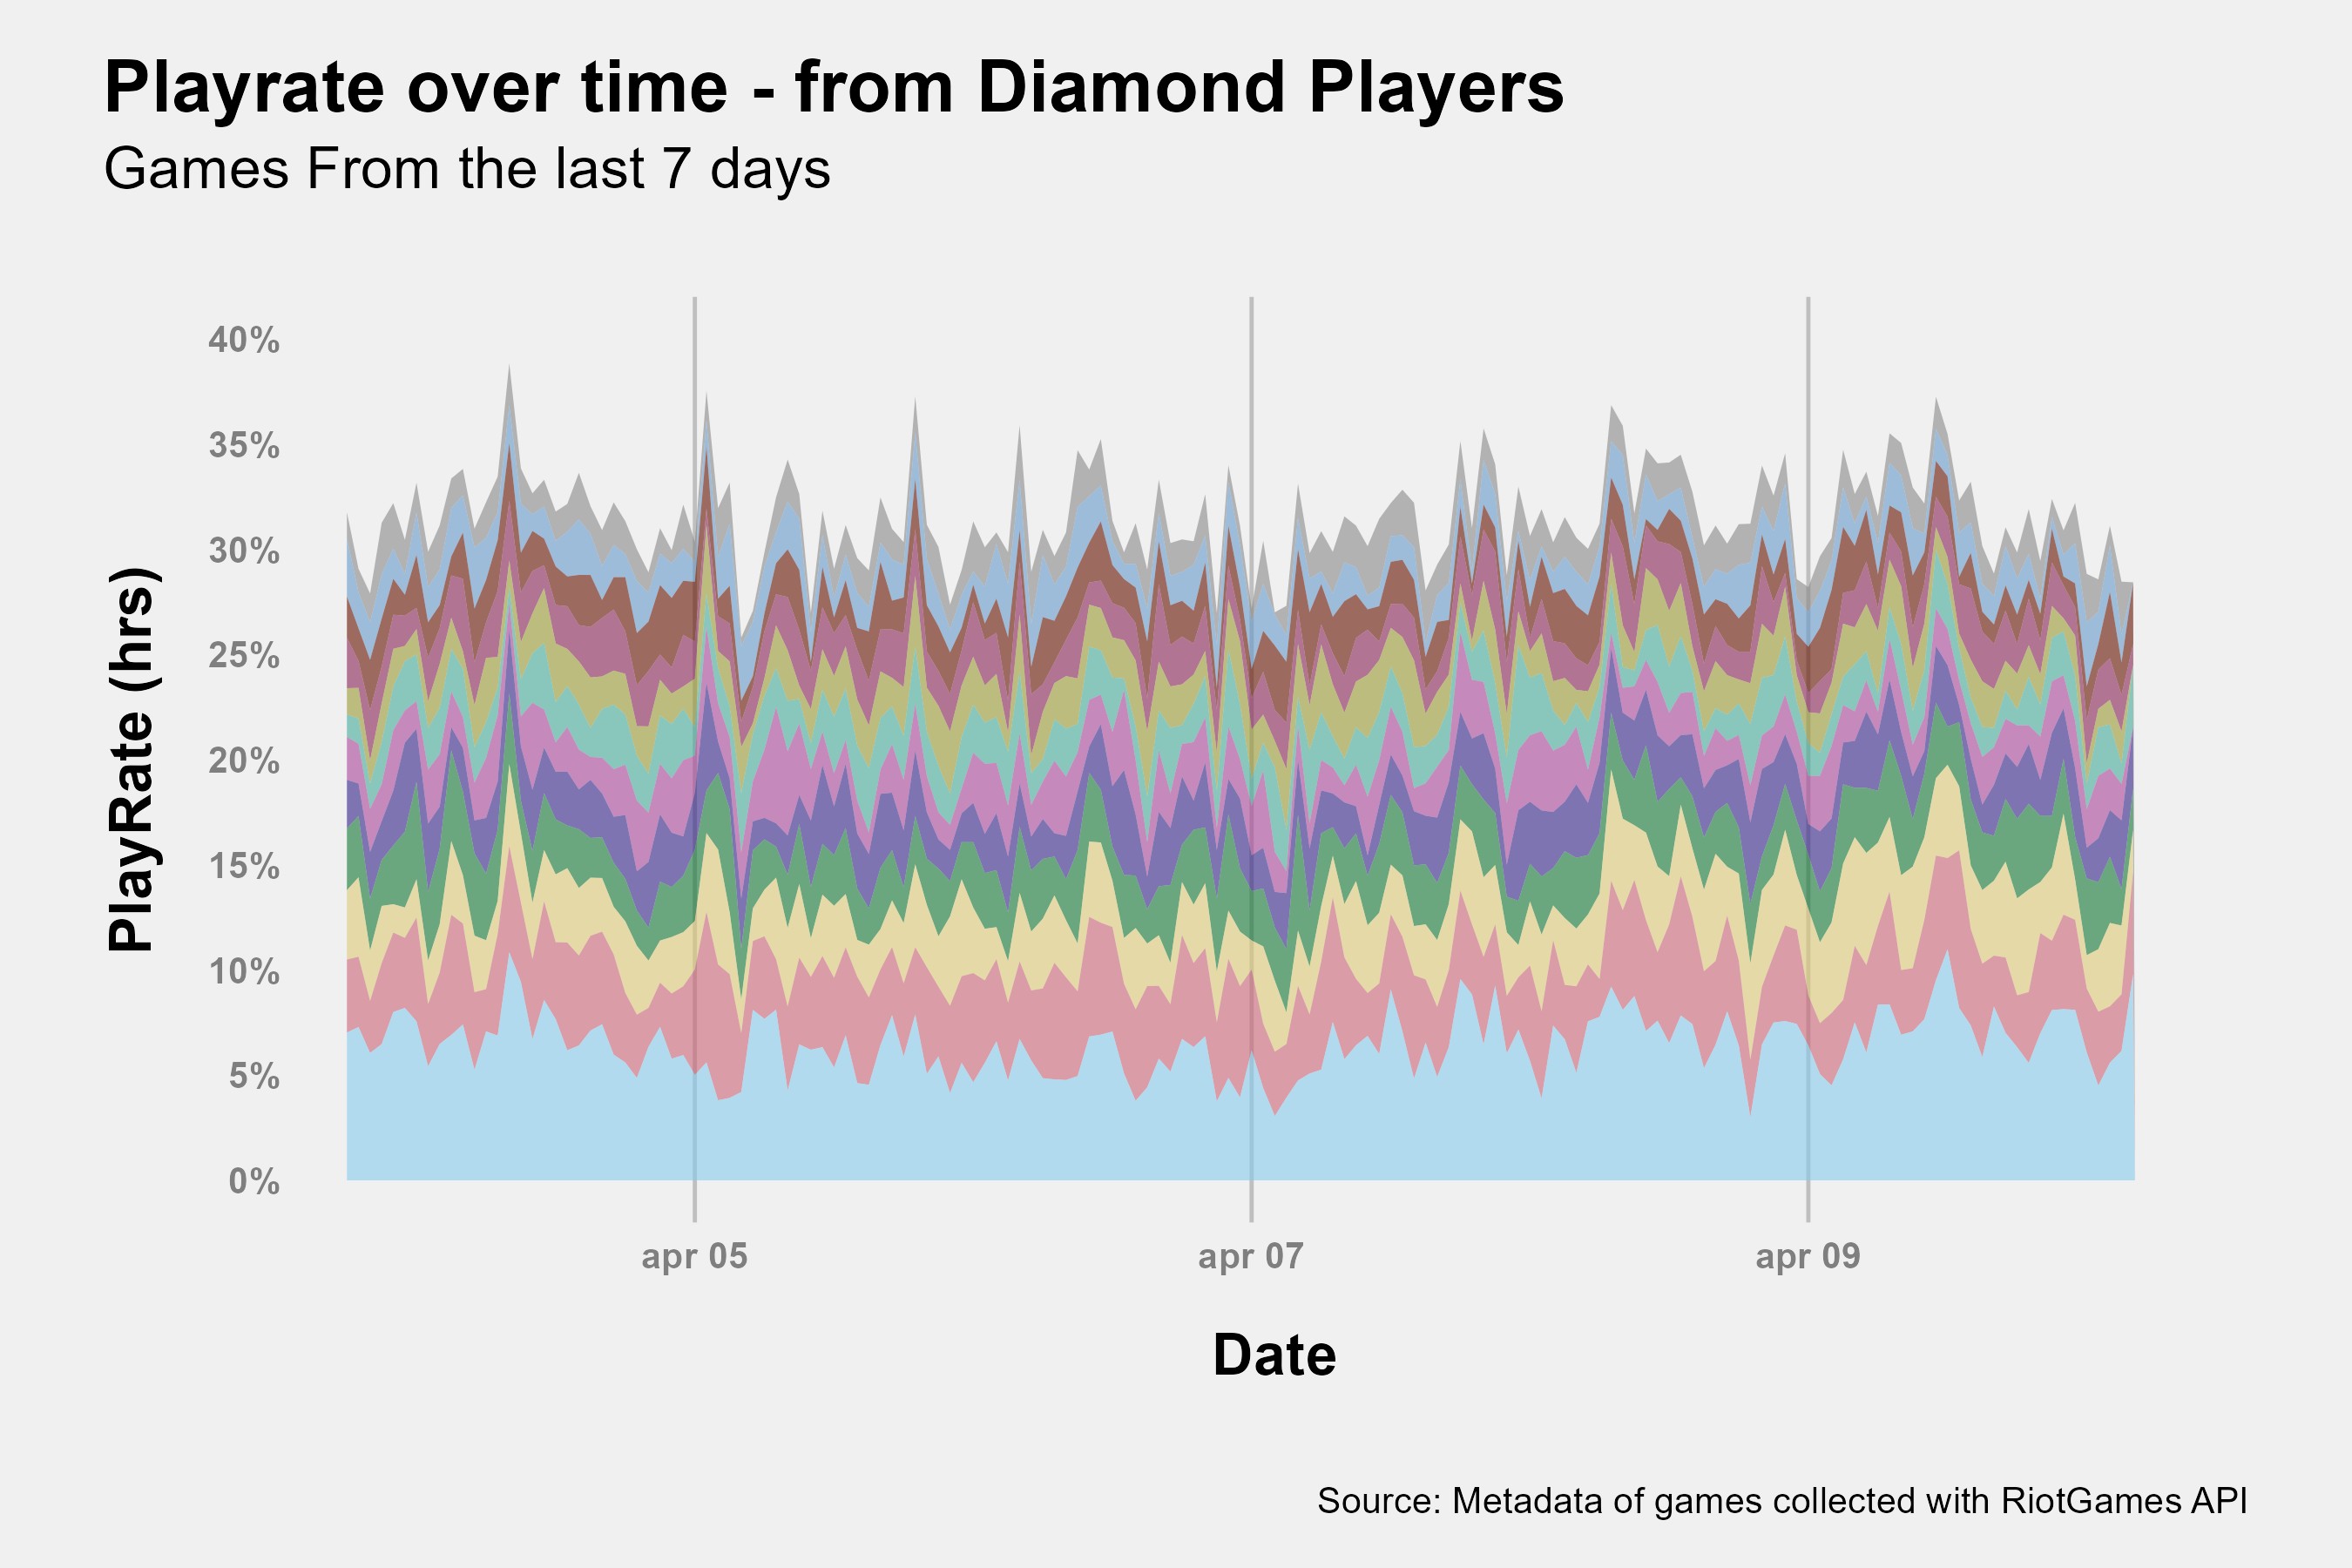 Playrate over time - from Diamond Players
Games From the last 7 days
PlayRate (hrs)
40%
35%
30%
25%
20%
15%
10%
5%
0%
apr 05
apr 07
apr 09
Date
Source: Metadata of games collected with RiotGames API